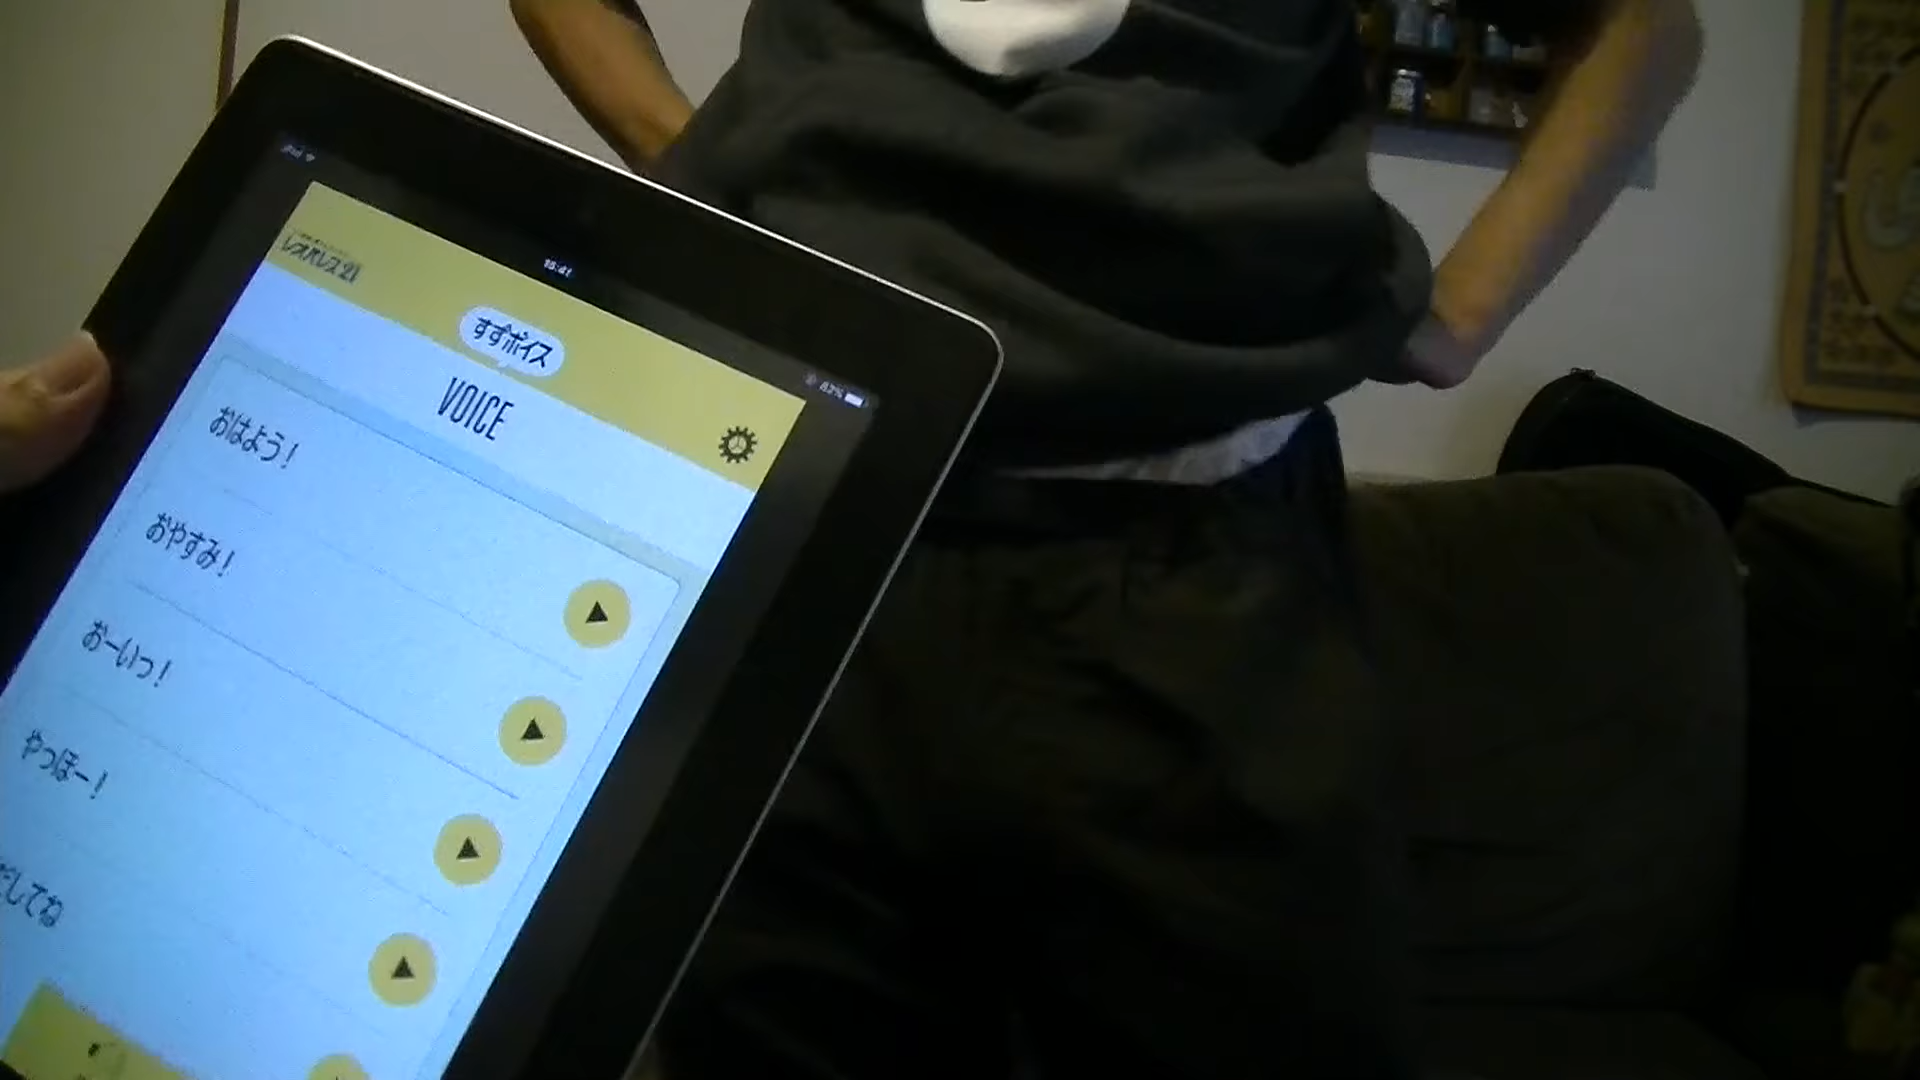 レオパレス21
すずボイス
VOICE
おはよう！
おやすみ！
おーいっ！
やっほー！
してね